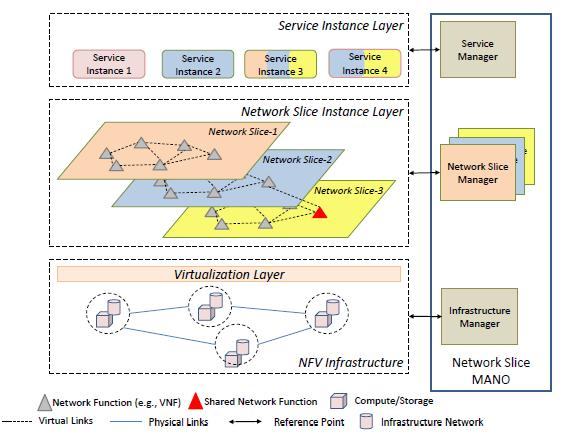 Service Instance Layer
Service
Instance 1
Service
Instance 2
Service
Instance 3
Service
Instance 4
Service
Manager
Network Slice Instance Layer
Network Slice-1
Network Slice-2
Network Slice-3
Network Slice
Manager
Virtualization Layer
Infrastructure
Manager
NFV Infrastructure
Network Slice
MANO
Network Function (e.g., VNF)
Shared Network Function
Compute/Storage
Virtual Links
Physical Links
Reference Point
Infrastructure Network